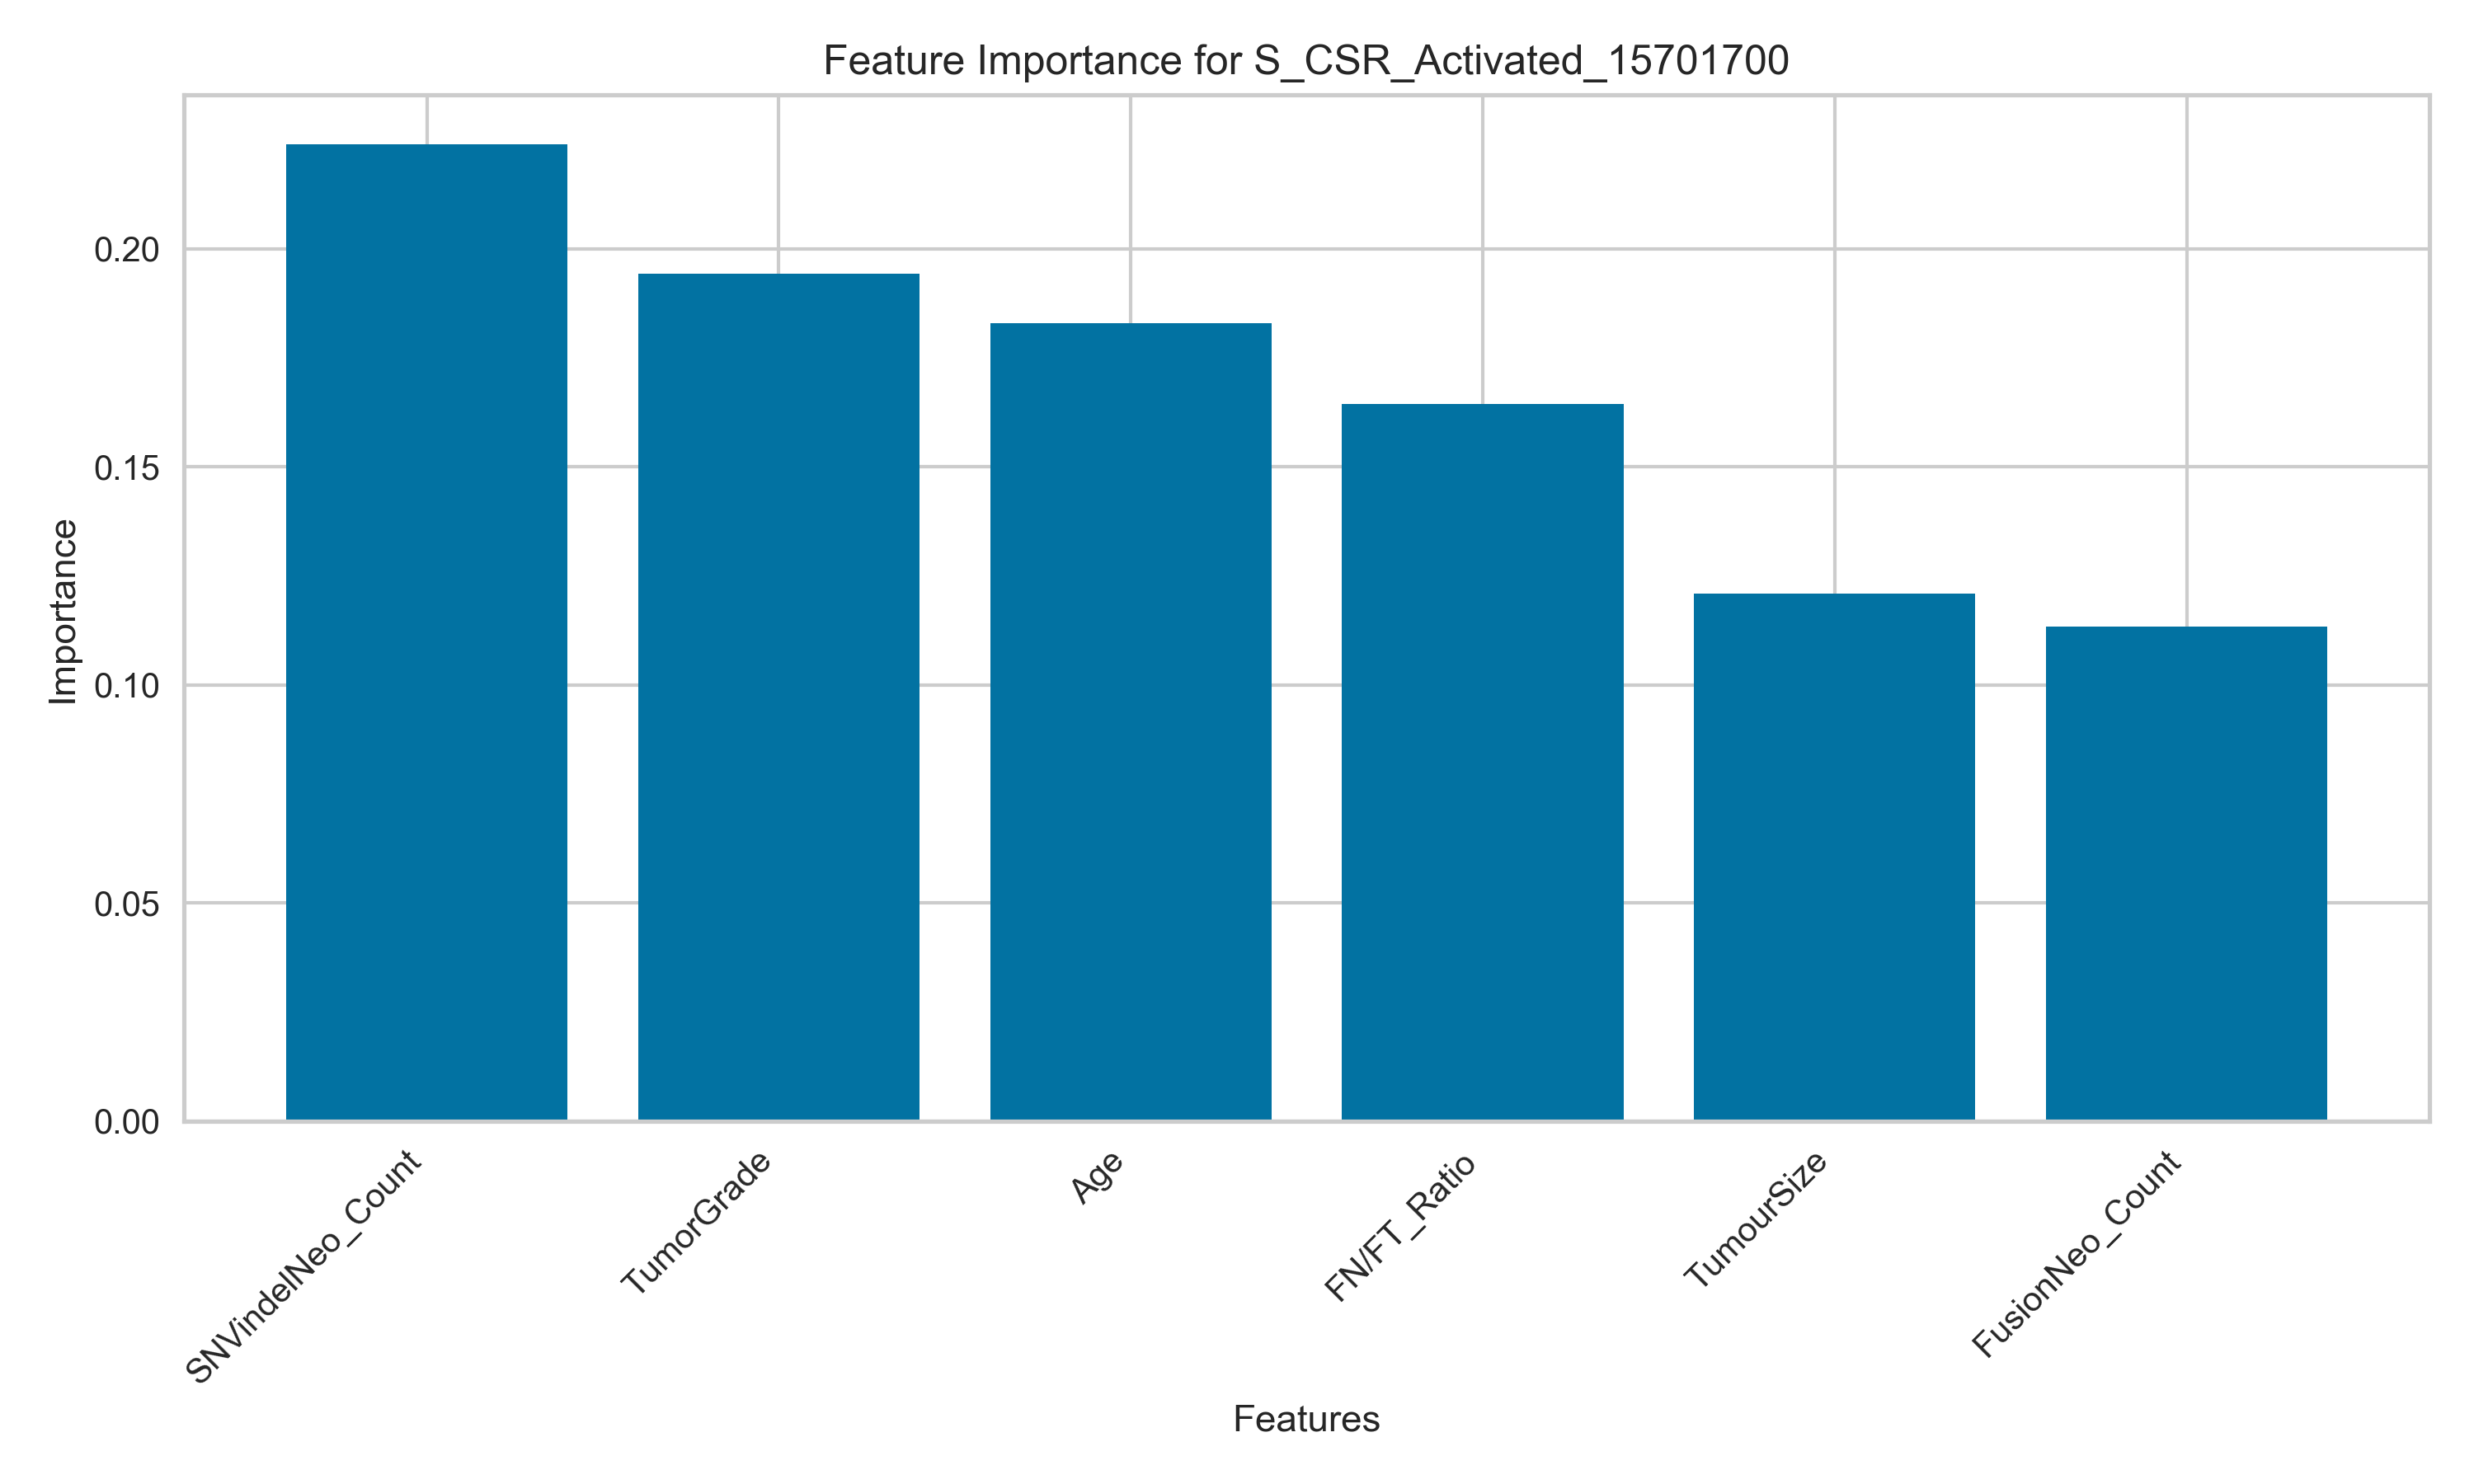 Feature Importance for S_CSR_Activated_15701700
Importance
0.20
0.15
0.10
0.05
0.00
SNVindelNeo_Count
TumorGrade
Age
FN/FT_Ratio
TumourSize
FusionNeo_Count
Features